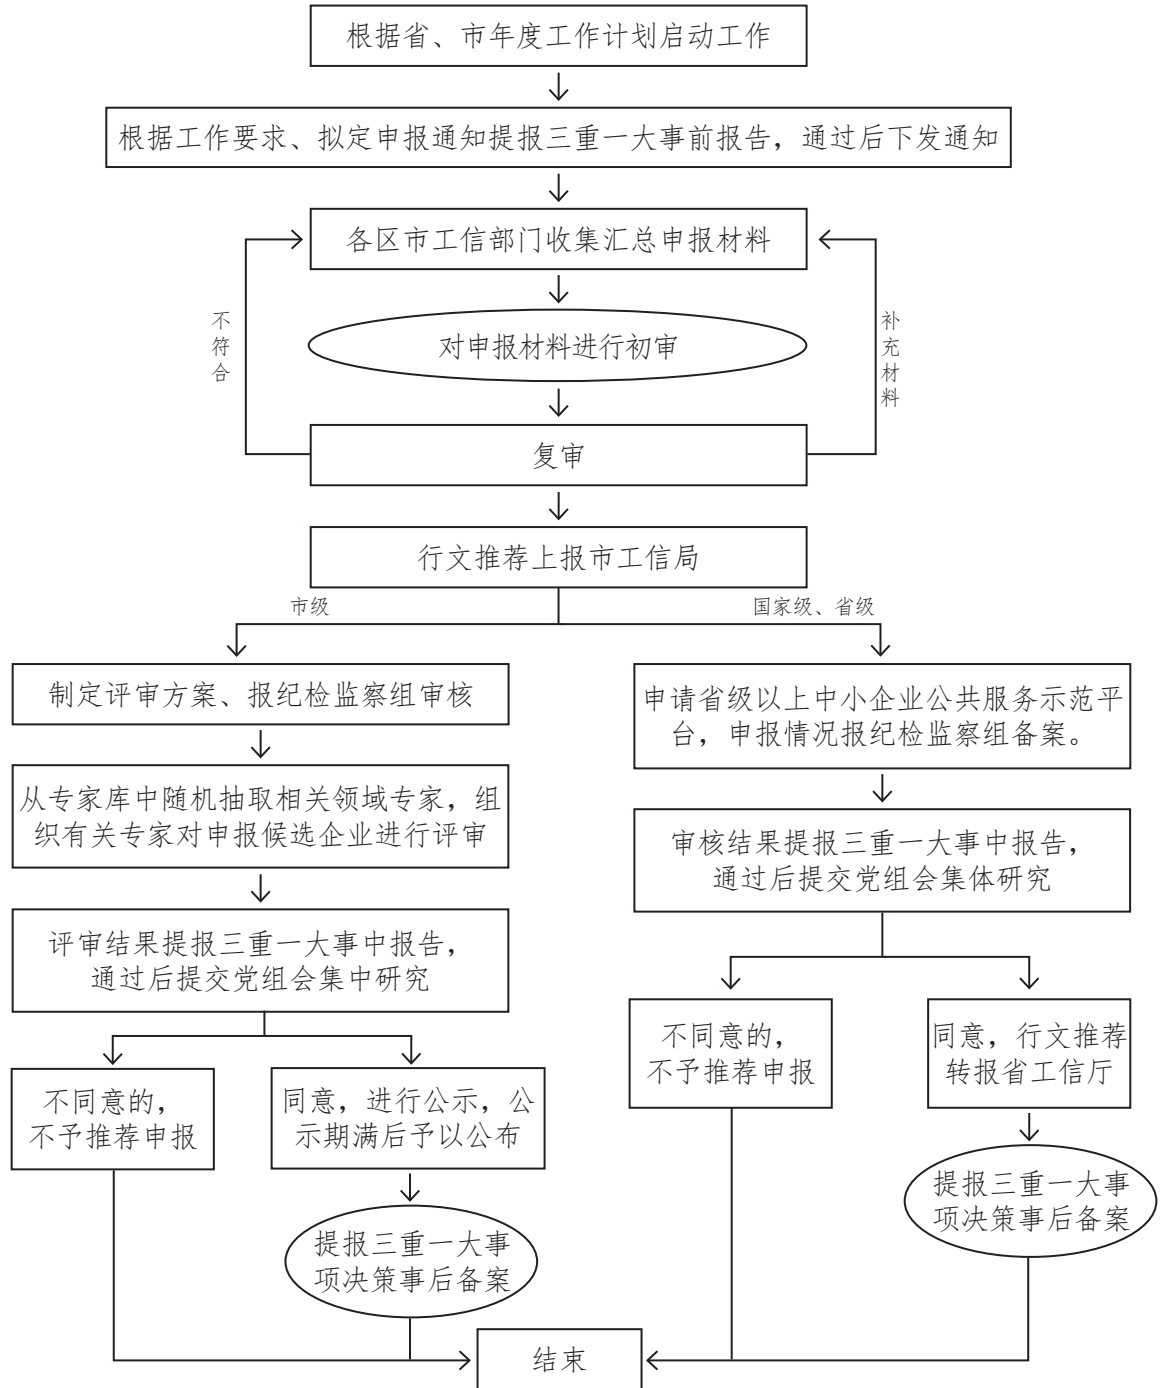 根据省、市年度工作计划启动工作
根据工作要求、拟定申报通知提报三重一大事前报告，通过后下发通知
各区市工信部门收集汇总申报材料
不符合
对申报材料进行初审
补充材料
复审
行文推荐上报市工信局
市级
国家级、省级
制定评审方案、报纪检监察组审核
从专家库中随机抽取相关领域专家，组
织有关专家对申报候选企业进行评审
评审结果提报三重一大事中报告，
通过后提交党组会集中研究
不同意的，
不予推荐申报
同意，进行公示，公
示期满后予以公布
提报三重一大事
项决策事后备案
申请省级以上中小企业公共服务示范平
台，申报情况报纪检监察组备案。
审核结果提报三重一大事中报告，
通过后提交党组会集体研究
不同意的，
不予推荐申报
同意，行文推荐
转报省工信厅
提报三重一大事
项决策事后备案
结束